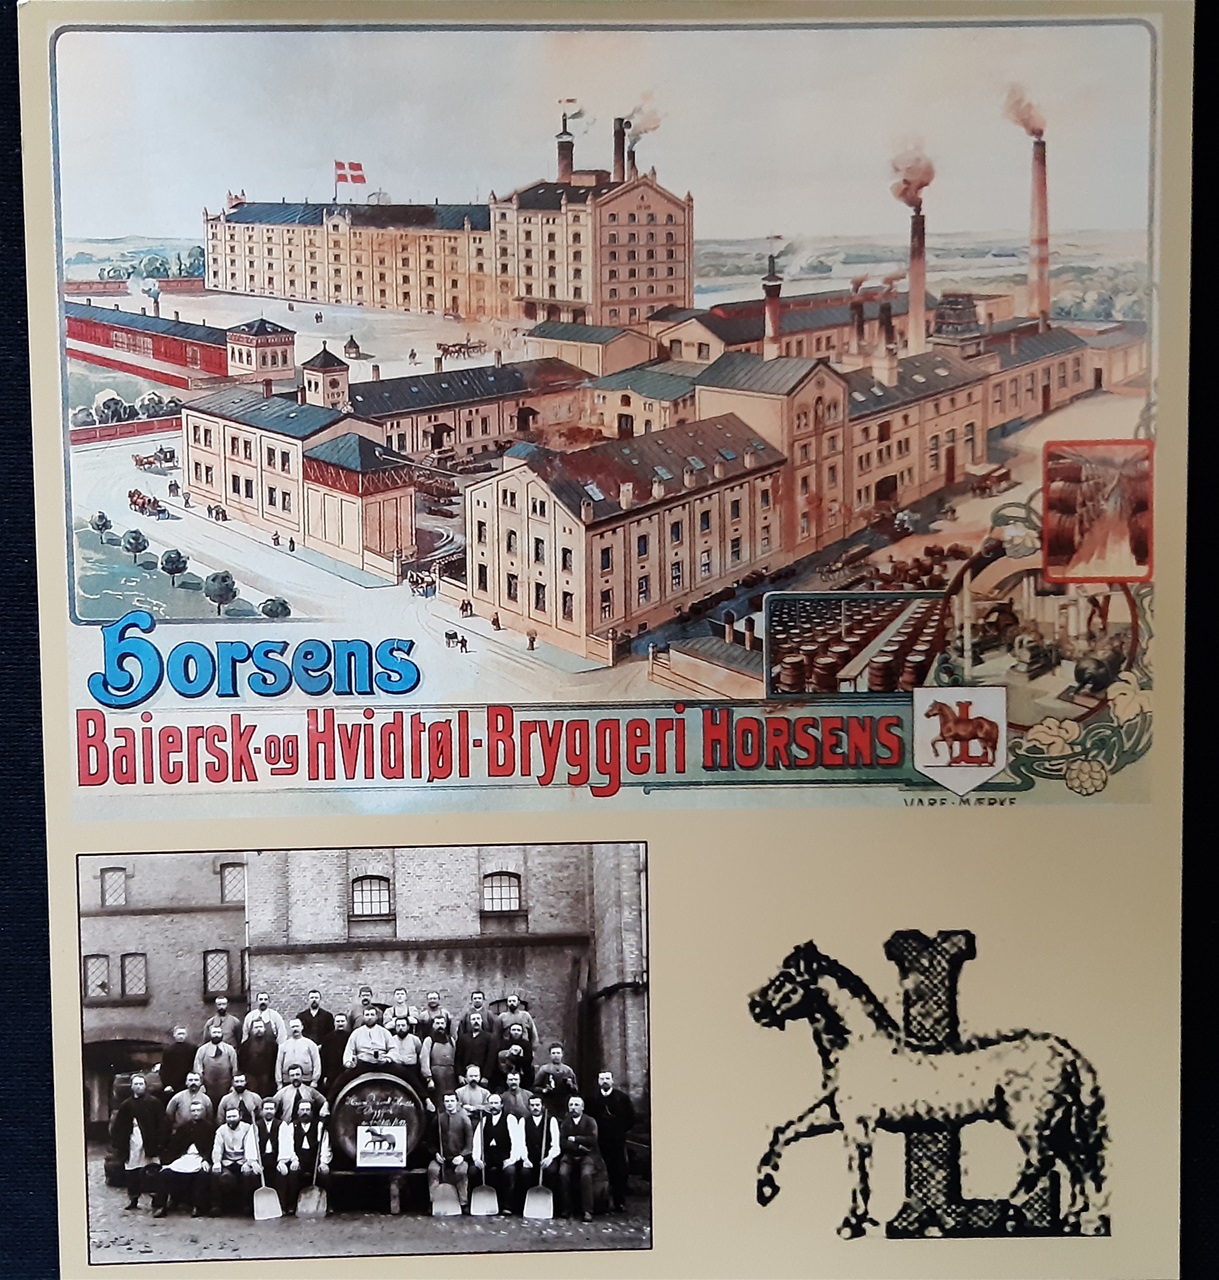 Horsens
Baiersk-og Hvidtøl-Bryggeri HORSENS
VARE-MÆRKE
L